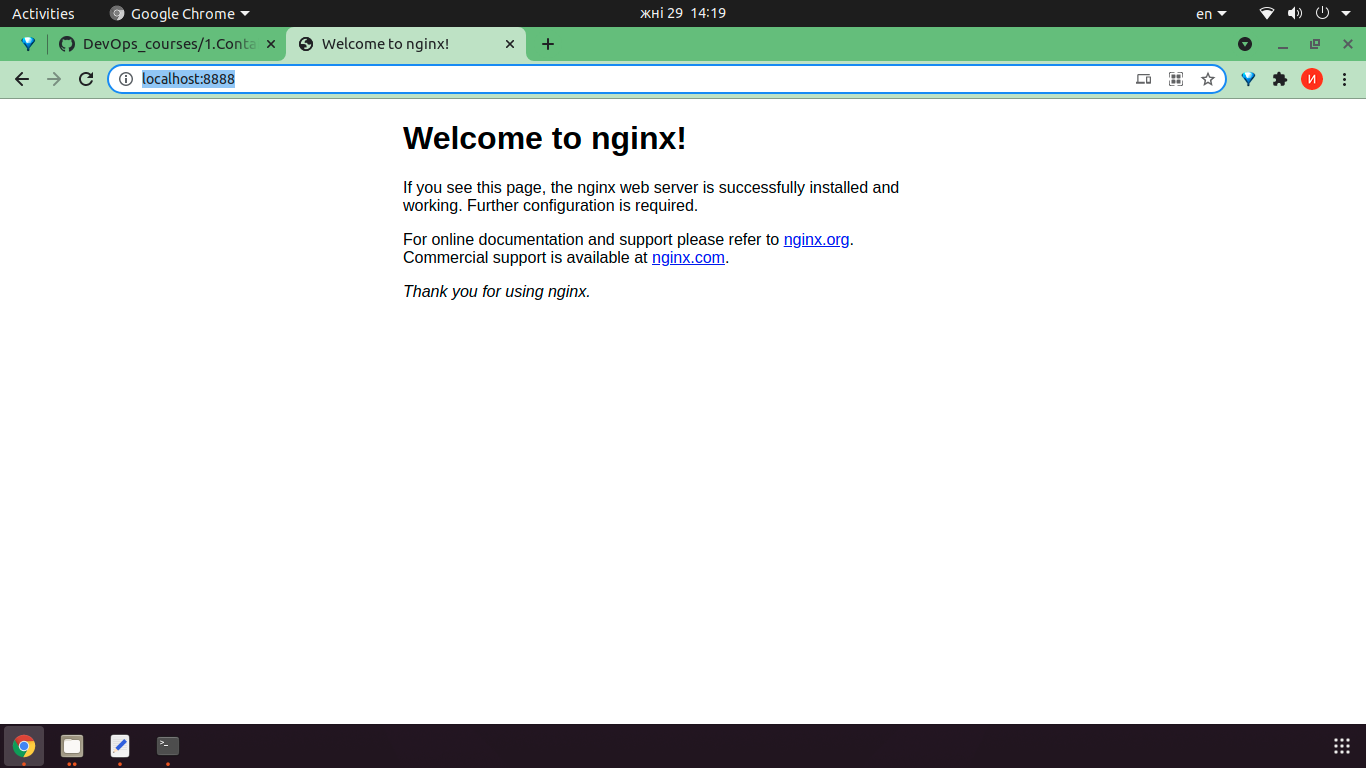 Activities
Google Chrome
жні 29 14:19
en
DevOps_courses/1.Conta
Welcome to nginx!
localhost:8888
И
Welcome to nginx!
If you see this page, the nginx web server is successfully installed and
working. Further configuration is required.
For online documentation and support please refer to nginx.org.
Commercial support is available at nginx.com.
Thank you for using nginx.